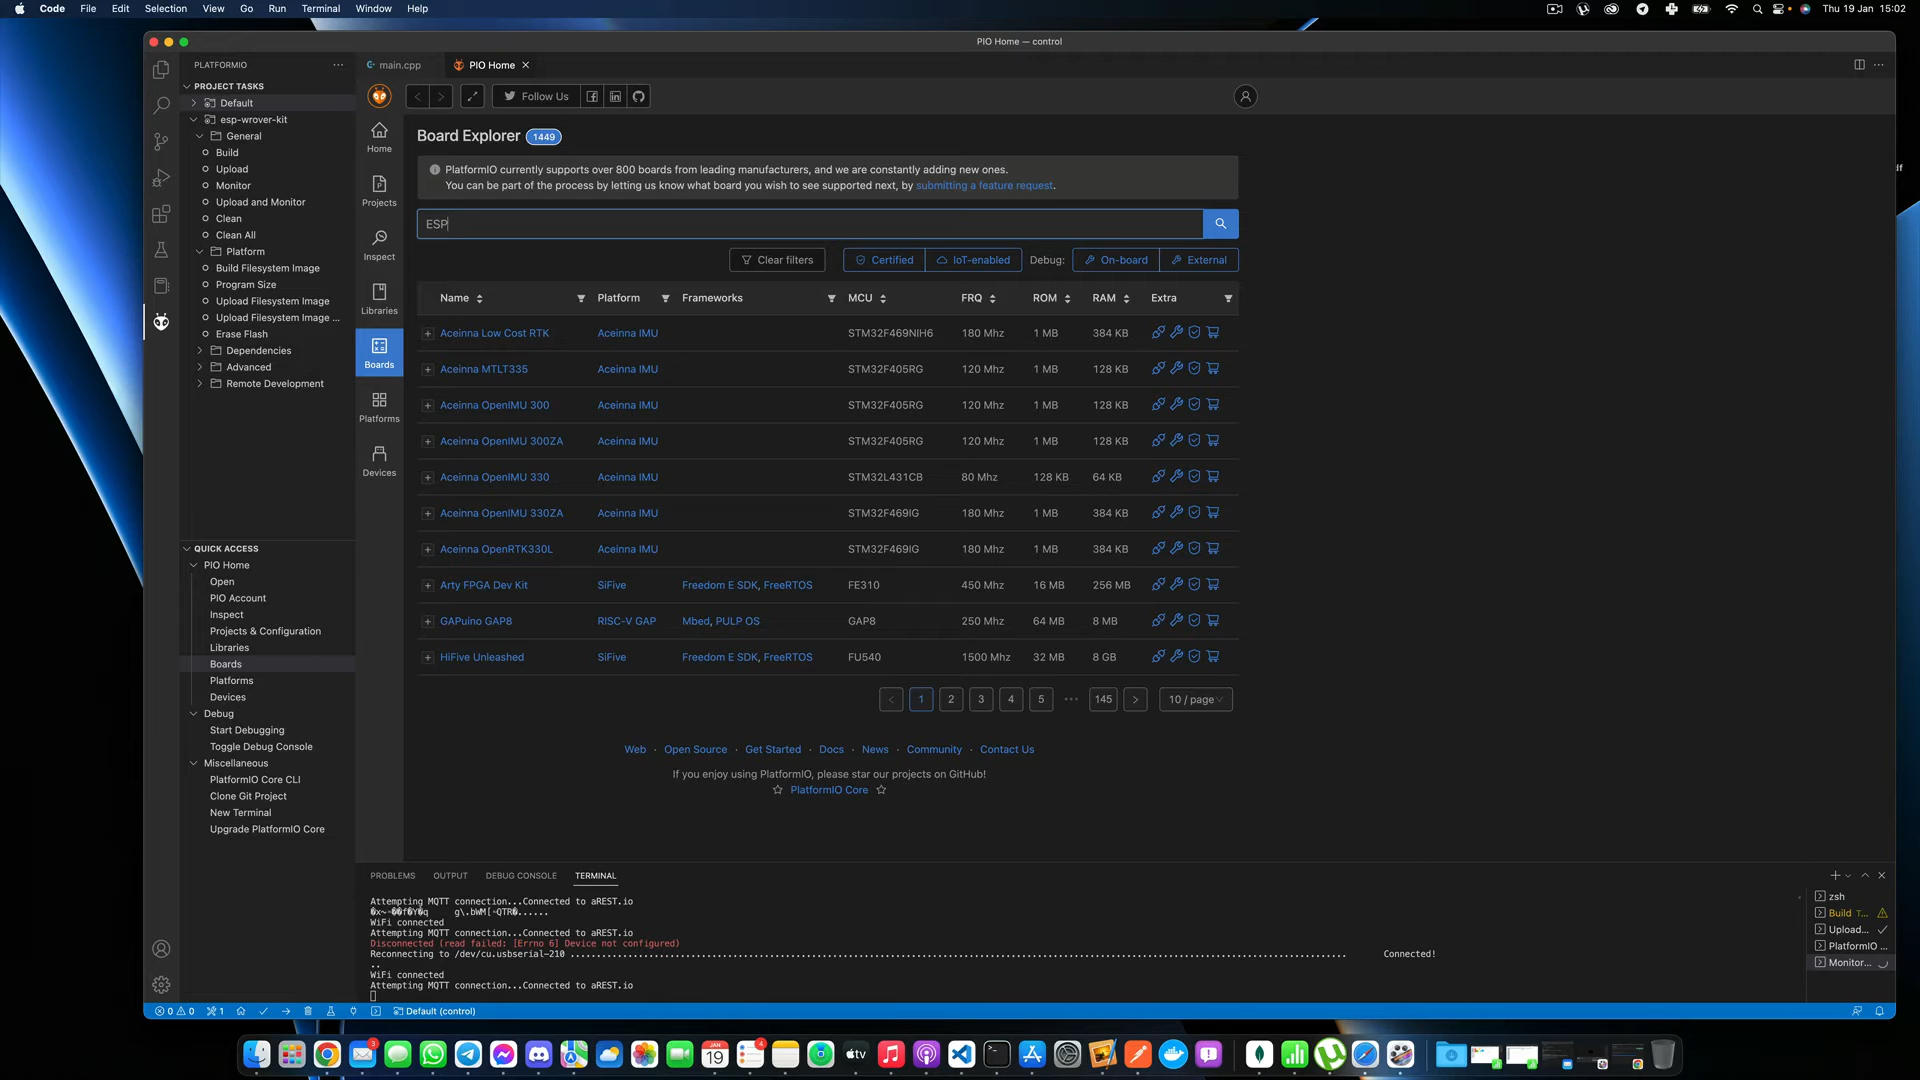 Code File Edit Selection View Go Run Terminal Window Help
Thu 19 Jan 15:02
PIO Home — control
PLATFORMIO
main.cpp
PIO Home
PROJECT TASKS
Default
esp-wrover-kit
General
Build
Upload
Monitor
Upload and Monitor
Clean
Clean All
Platform
Build Filesystem Image
Program Size
Upload Filesystem Image
Upload Filesystem Image ...
Erase Flash
Dependencies
Advanced
Remote Development
QUICK ACCESS
PIO Home
Open
PIO Account
Inspect
Projects & Configuration
Libraries
Boards
Platforms
Devices
Debug
Start Debugging
Toggle Debug Console
Miscellaneous
PlatformIO Core CLI
Clone Git Project
New Terminal
Upgrade PlatformIO Core
Home
Projects
Inspect
Libraries
Boards
Platforms
Devices
Follow Us
Board Explorer 1449
PlatformIO currently supports over 800 boards from leading manufacturers, and we are constantly adding new ones.
You can be part of the process by letting us know what board you wish to see supported next, by submitting a feature request.
ESP
Clear filters Certified IoT-enabled Debug: On-board External
Name Platform Frameworks MCU FRQ ROM RAM Extra
Aceinna Low Cost RTK Aceinna IMU STM32F469NIH6 180 Mhz 1 MB 384 KB
Aceinna MTLT335 Aceinna IMU STM32F405RG 120 Mhz 1 MB 128 KB
Aceinna OpenIMU 300 Aceinna IMU STM32F405RG 120 Mhz 1 MB 128 KB
Aceinna OpenIMU 300ZA Aceinna IMU STM32F405RG 120 Mhz 1 MB 128 KB
Aceinna OpenIMU 330 Aceinna IMU STM32L431CB 80 Mhz 128 KB 64 KB
Aceinna OpenIMU 330ZA Aceinna IMU STM32F469IG 180 Mhz 1 MB 384 KB
Aceinna OpenRTK330L Aceinna IMU STM32F469IG 180 Mhz 1 MB 384 KB
Arty FPGA Dev Kit SiFive Freedom E SDK, FreeRTOS FE310 450 Mhz 16 MB 256 MB
GAPuino GAP8 RISC-V GAP Mbed, PULP OS GAP8 250 Mhz 64 MB 8 MB
HiFive Unleashed SiFive Freedom E SDK, FreeRTOS FU540 1500 Mhz 32 MB 8 GB
< 1 2 3 4 5 ··· 145 > 10 / page
Web · Open Source · Get Started · Docs · News · Community · Contact Us
If you enjoy using PlatformIO, please star our projects on GitHub!
PlatformIO Core
PROBLEMS OUTPUT DEBUG CONSOLE TERMINAL
Attempting MQTT connection...Connected to aREST.io
WiFi connected
Attempting MQTT connection...Connected to aREST.io
Disconnected (read failed: [Errno 6] Device not configured)
Reconnecting to /dev/cu.usbserial-210 ... Connected!
..
WiFi connected
Attempting MQTT connection...Connected to aREST.io
zsh
Build T...
Upload...
PlatformIO ...
Monitor...
0 0 1 Default (control)
3
JAN
19
4
tv